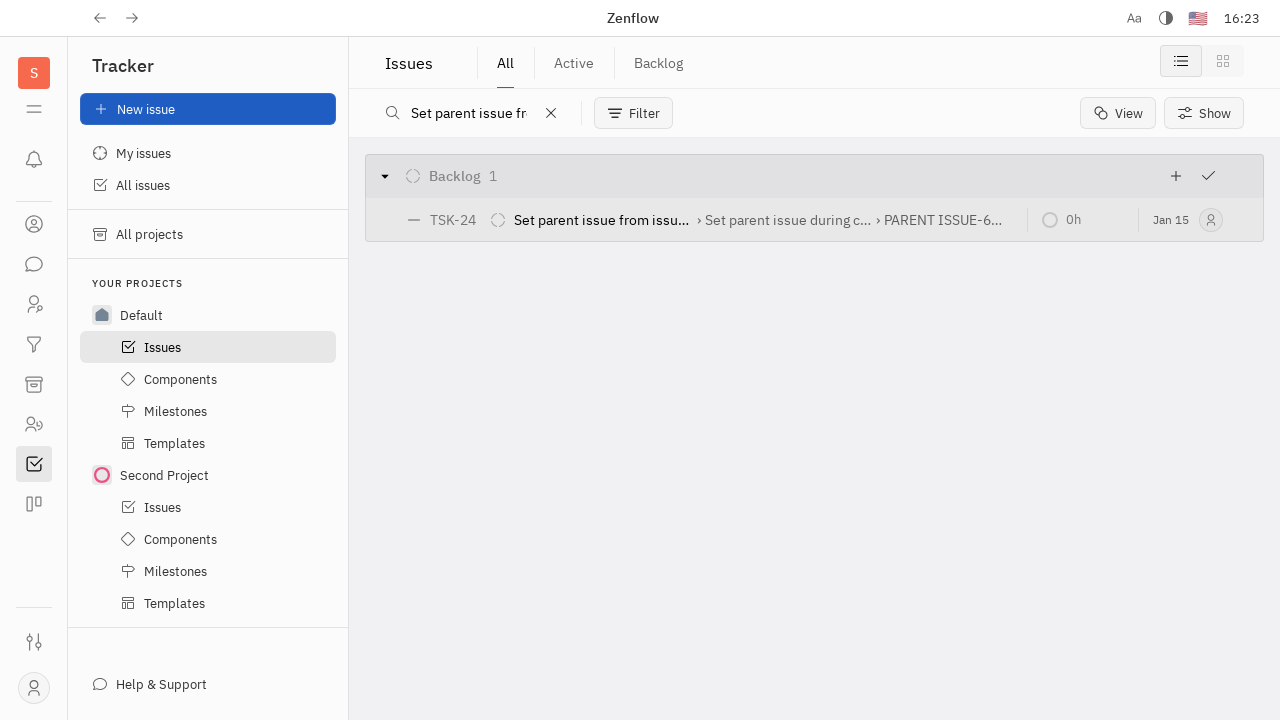 Zenflow
Aa
16:23
S
Tracker
New issue
My issues
All issues
All projects
YOUR PROJECTS
Default
Issues
Components
Milestones
Templates
Second Project
Issues
Components
Milestones
Templates
Help & Support
Issues
All
Active
Backlog
Set parent issue fr
Filter
View
Show
Backlog 1
TSK-24 Set parent issue from issu... › Set parent issue during c... › PARENT ISSUE-6... 0h Jan 15